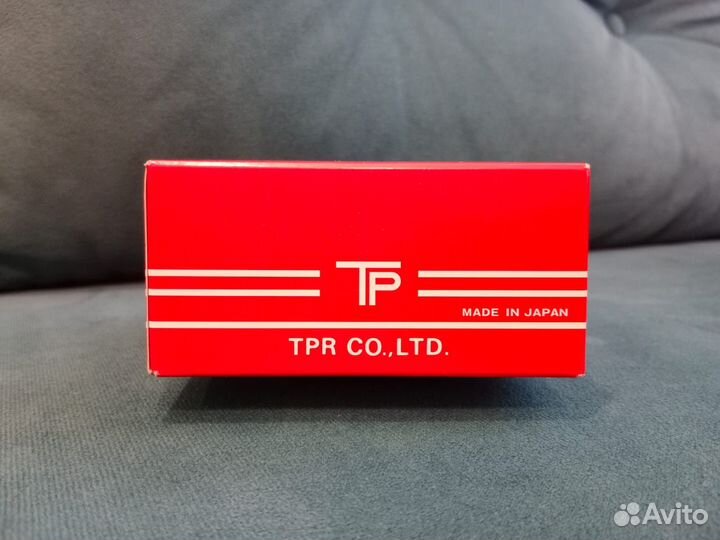 TP
MADE IN JAPAN
TPR CO.,LTD.
Avito